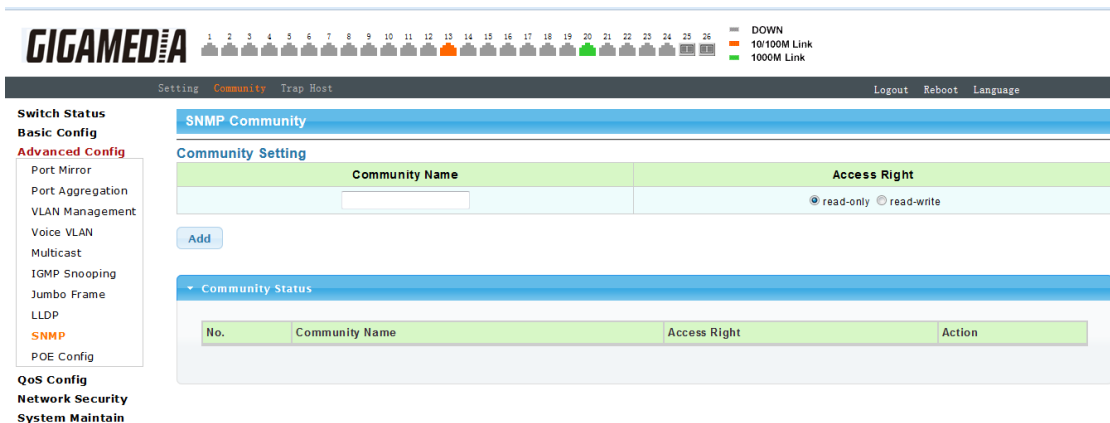 GIGAMEDIA
1 2 3 4 5 6 7 8 9 10 11 12 13 14 15 16 17 18 19 20 21 22 23 24 25 26
DOWN
10/100M Link
1000M Link
Setting Community Trap Host Logout Reboot Language
Switch Status
Basic Config
Advanced Config
Port Mirror
Port Aggregation
VLAN Management
Voice VLAN
Multicast
IGMP Snooping
Jumbo Frame
LLDP
SNMP
POE Config
QoS Config
Network Security
System Maintain
SNMP Community
Community Setting
Community Name Access Right
read-only read-write
Add
Community Status
No. Community Name Access Right Action